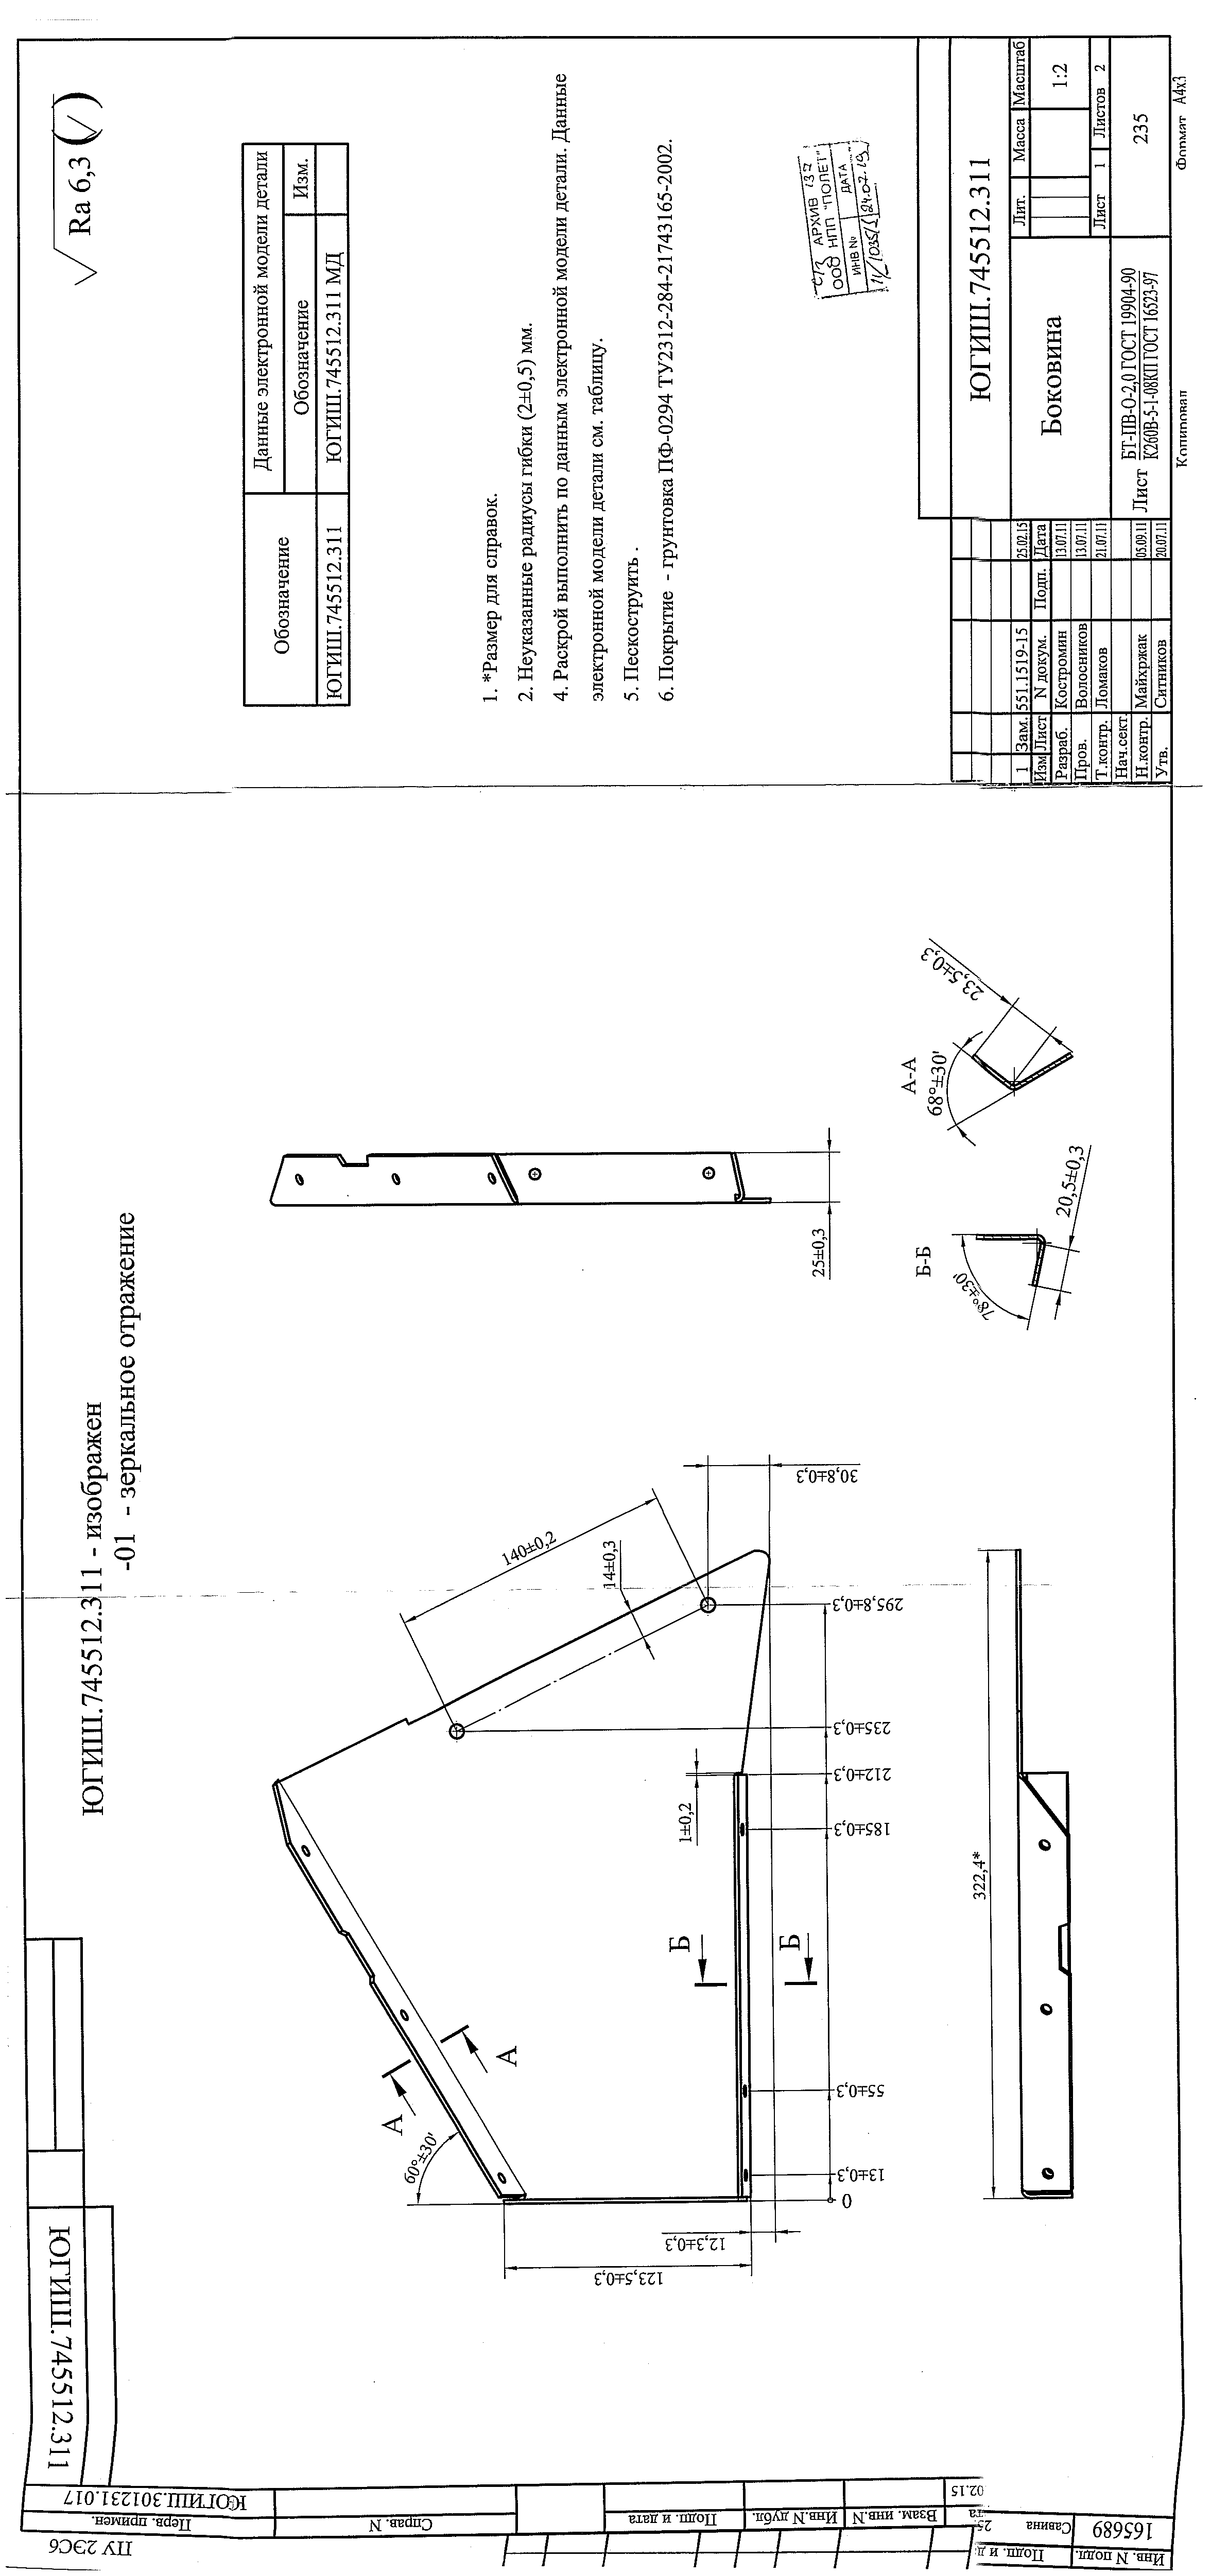 ЮГИШ.745512.311
Перв. примен.
ЮГИШ.301231.017
ПУ 2ЭС6
Справ. N
Подп. и дата
Инв.N дубл.
Взам. инв.N
Подп. и д
та
25
02.15
Савина
Инв. N подл.
165689
ЮГИШ.745512.311 - изображен
-01 - зеркальное отражение
Ra 6,3 ( )
Обозначение
Данные электронной модели детали
Обозначение
Изм.
ЮГИШ.745512.311
ЮГИШ.745512.311 МД
60°±30'
А
А
Б
Б
140±0,2
14±0,3
30,8±0,3
1±0,2
123,5±0,3
12,3±0,3
0
13±0,3
55±0,3
185±0,3
212±0,3
235±0,3
295,8±0,3
322,4*
25±0,3
Б-Б
78°±30'
20,5±0,3
А-А
68°±30'
23,5±0,3
1. *Размер для справок.
2. Неуказанные радиусы гибки (2±0,5) мм.
4. Раскрой выполнить по данным электронной модели детали. Данные
электронной модели детали см. таблицу.
5. Пескоструить .
6. Покрытие - грунтовка ПФ-0294 ТУ2312-284-21743165-2002.
АРХИВ 137
ООО НПП "ПОЛЕТ"
ИНВ №
ДАТА
24.07.19
ЮГИШ.745512.311
1 Зам. 551.1519-15 25.02.15
Изм Лист N докум. Подп. Дата
Разраб. Костромин 13.07.11
Пров. Волосников 13.07.11
Т.контр. Ломаков 21.07.11
Нач.сект.
Н.контр. Майхржак 05.09.11
Утв. Ситников 20.07.11
Боковина
Лит. Масса Масштаб
1:2
Лист 1 Листов 2
Лист
БТ-ПВ-О-2,0 ГОСТ 19904-90
К260В-5-1-08КП ГОСТ 16523-97
235
Копировал
Формат А4х3